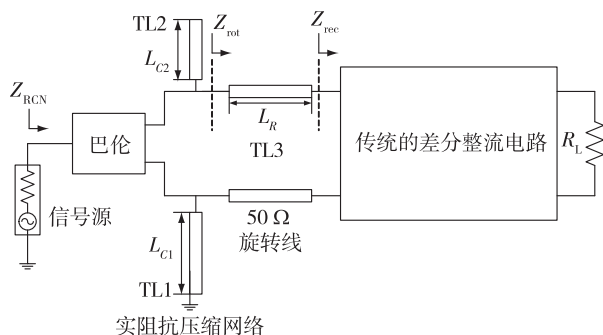 TL2
Z_rot
Z_rec
L_C2
Z_RCN
巴伦
L_R
TL3
传统的差分整流电路
R_L
信号源
L_C1
50 Ω
旋转线
TL1
实阻抗压缩网络